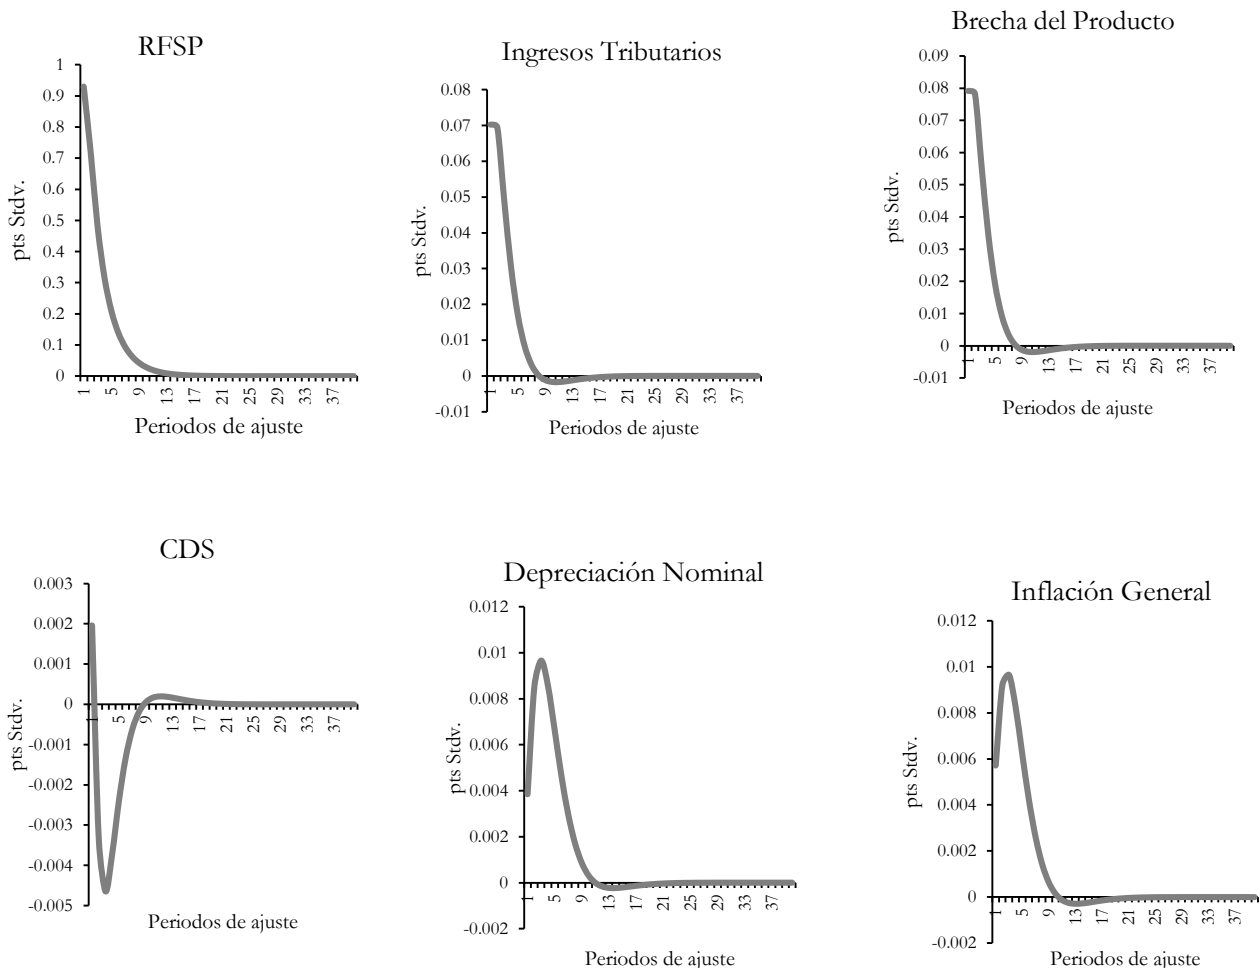 RFSP
pts Stdv.
1
0.9
0.8
0.7
0.6
0.5
0.4
0.3
0.2
0.1
0
1 5 9 13 17 21 25 29 33 37
Periodos de ajuste
Ingresos Tributarios
pts Stdv.
0.08
0.07
0.06
0.05
0.04
0.03
0.02
0.01
0
-0.01
1 5 9 13 17 21 25 29 33 37
Periodos de ajuste
Brecha del Producto
pts Stdv.
0.09
0.08
0.07
0.06
0.05
0.04
0.03
0.02
0.01
0
-0.01
1 5 9 13 17 21 25 29 33 37
Periodos de ajuste
CDS
pts Stdv.
0.003
0.002
0.001
0
-0.001
-0.002
-0.003
-0.004
-0.005
1 5 9 13 17 21 25 29 33 37
Periodos de ajuste
Depreciación Nominal
pts Stdv.
0.012
0.01
0.008
0.006
0.004
0.002
0
-0.002
1 5 9 13 17 21 25 29 33 37
Periodos de ajuste
Inflación General
pts Stdv.
0.012
0.01
0.008
0.006
0.004
0.002
0
-0.002
1 5 9 13 17 21 25 29 33 37
Periodos de ajuste